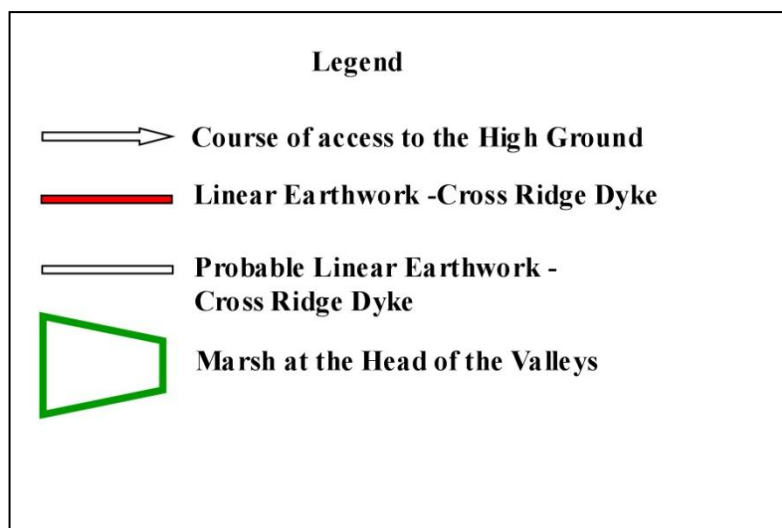 Legend
Course of access to the High Ground
Linear Earthwork -Cross Ridge Dyke
Probable Linear Earthwork -
Cross Ridge Dyke
Marsh at the Head of the Valleys